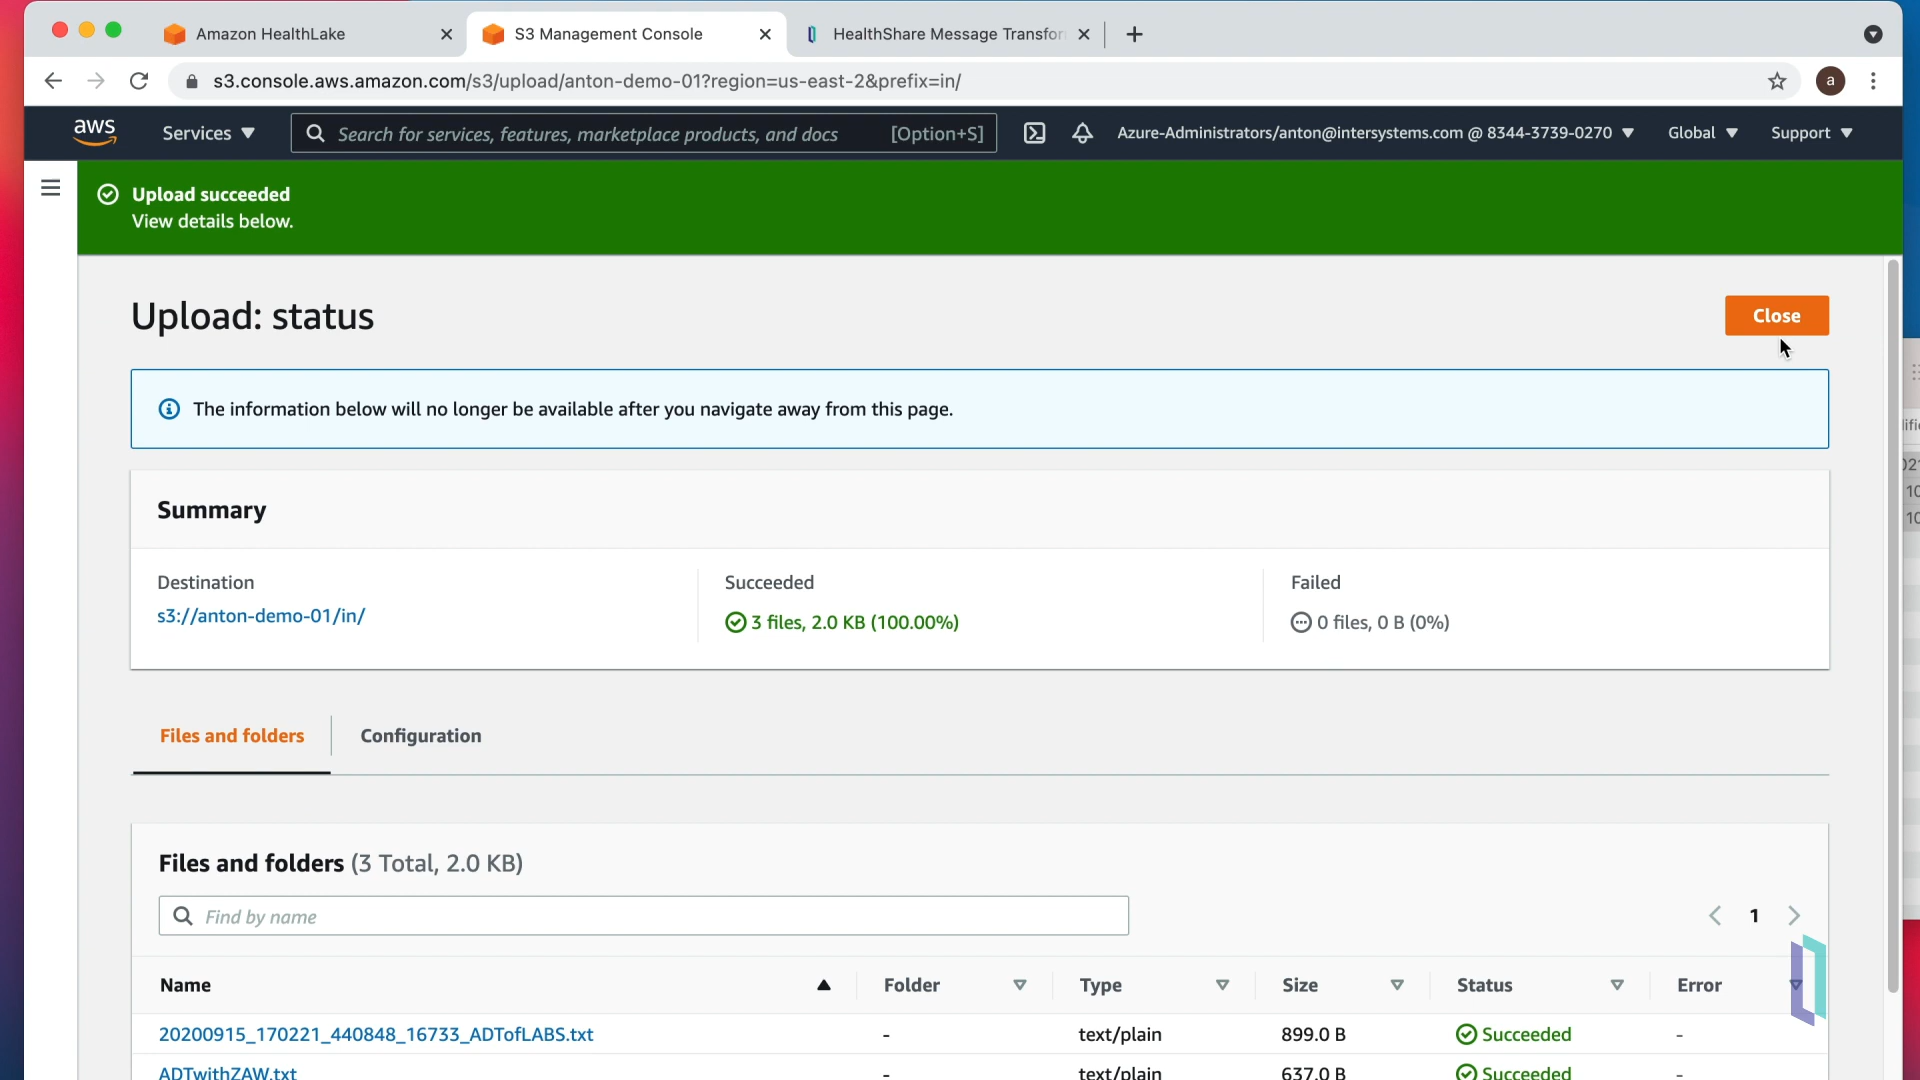 Amazon HealthLake
S3 Management Console
HealthShare Message Transfor
s3.console.aws.amazon.com/s3/upload/anton-demo-01?region=us-east-2&prefix=in/
a
aws
Services
Search for services, features, marketplace products, and docs
[Option+S]
Azure-Administrators/anton@intersystems.com @ 8344-3739-0270
Global
Support
Upload succeeded
View details below.
Upload: status
Close
The information below will no longer be available after you navigate away from this page.
Summary
Destination
s3://anton-demo-01/in/
Succeeded
3 files, 2.0 KB (100.00%)
Failed
0 files, 0 B (0%)
Files and folders
Configuration
Files and folders (3 Total, 2.0 KB)
Find by name
1
Name
Folder
Type
Size
Status
Error
20200915_170221_440848_16733_ADTofLABS.txt
-
text/plain
899.0 B
Succeeded
-
ADTwithZAW.txt
-
text/plain
637.0 B
Succeeded
-